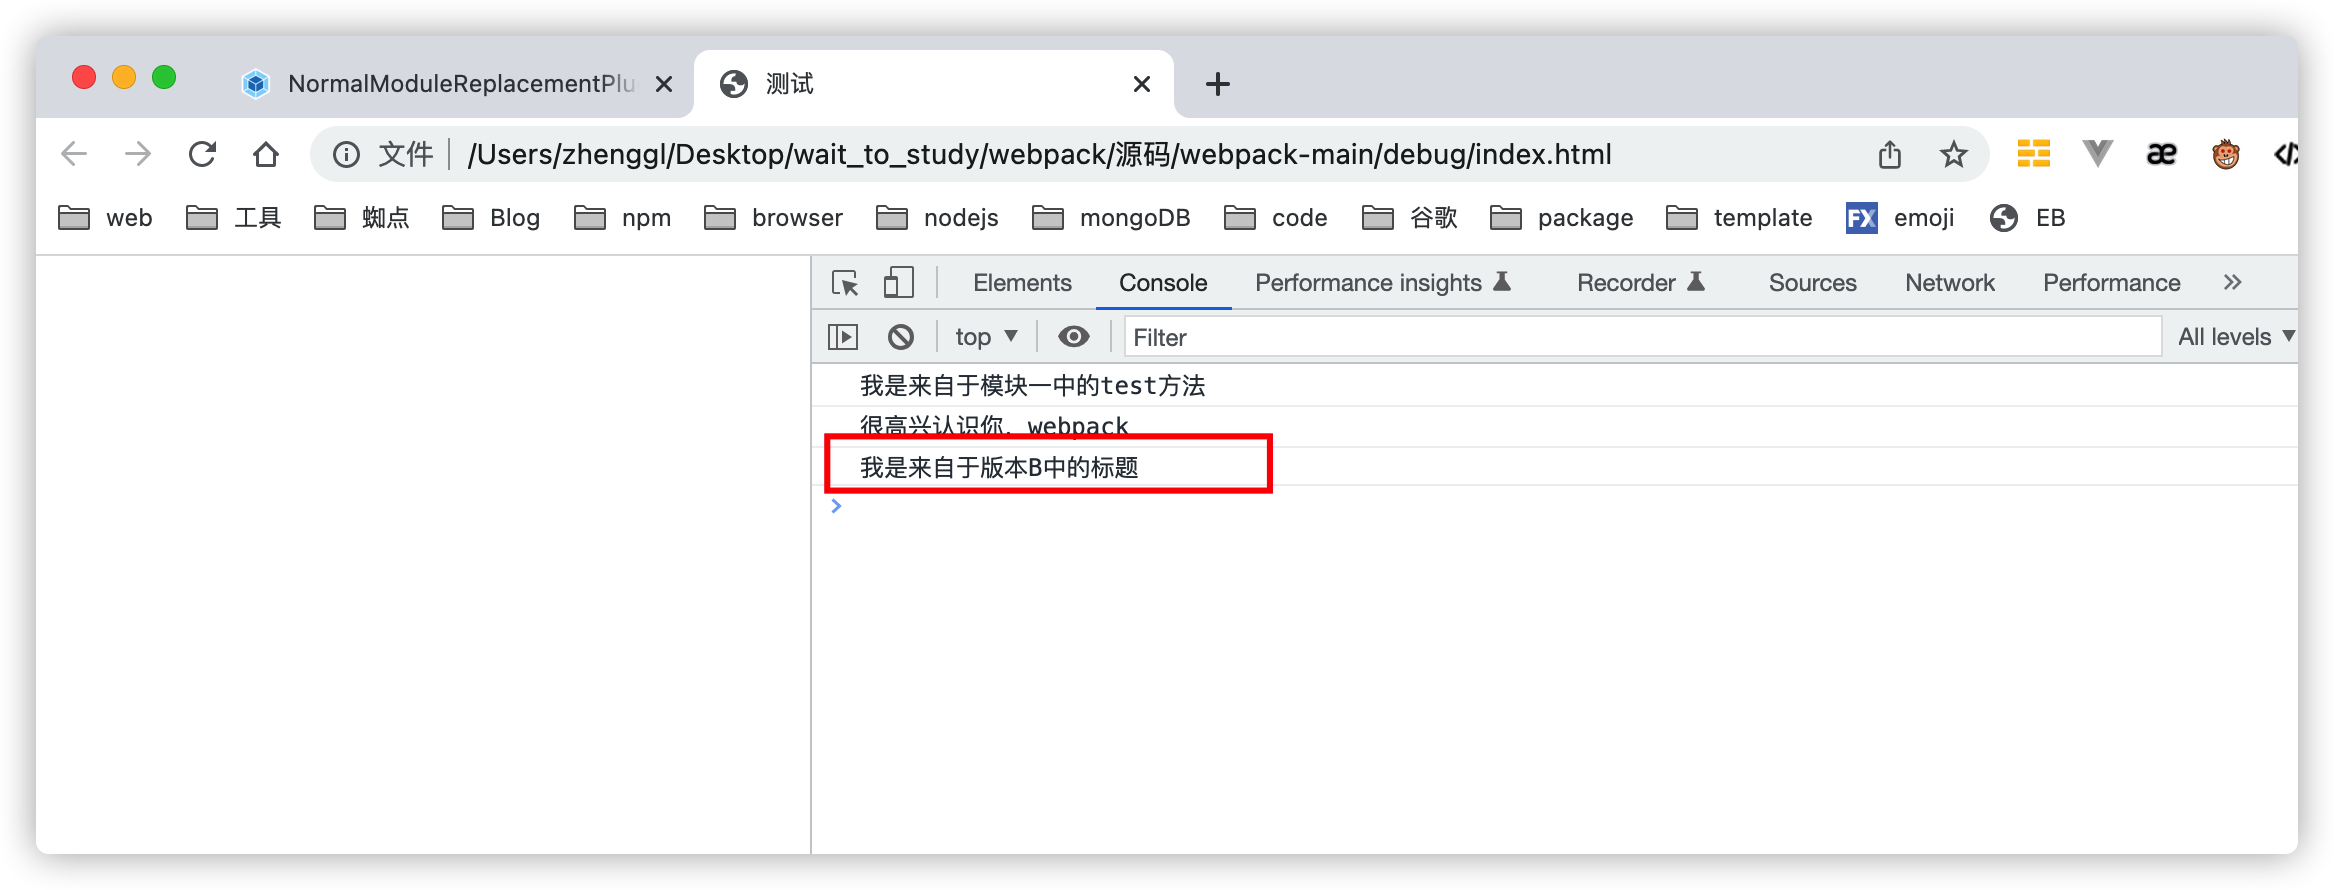 NormalModuleReplacementPlu
测试
文件 /Users/zhenggl/Desktop/wait_to_study/webpack/源码/webpack-main/debug/index.html
web 工具 蜘点 Blog npm browser nodejs mongoDB code 谷歌 package template emoji EB
Elements Console Performance insights Recorder Sources Network Performance
top Filter All levels
我是来自于模块一中的test方法
很高兴认识你，webpack
我是来自于版本B中的标题